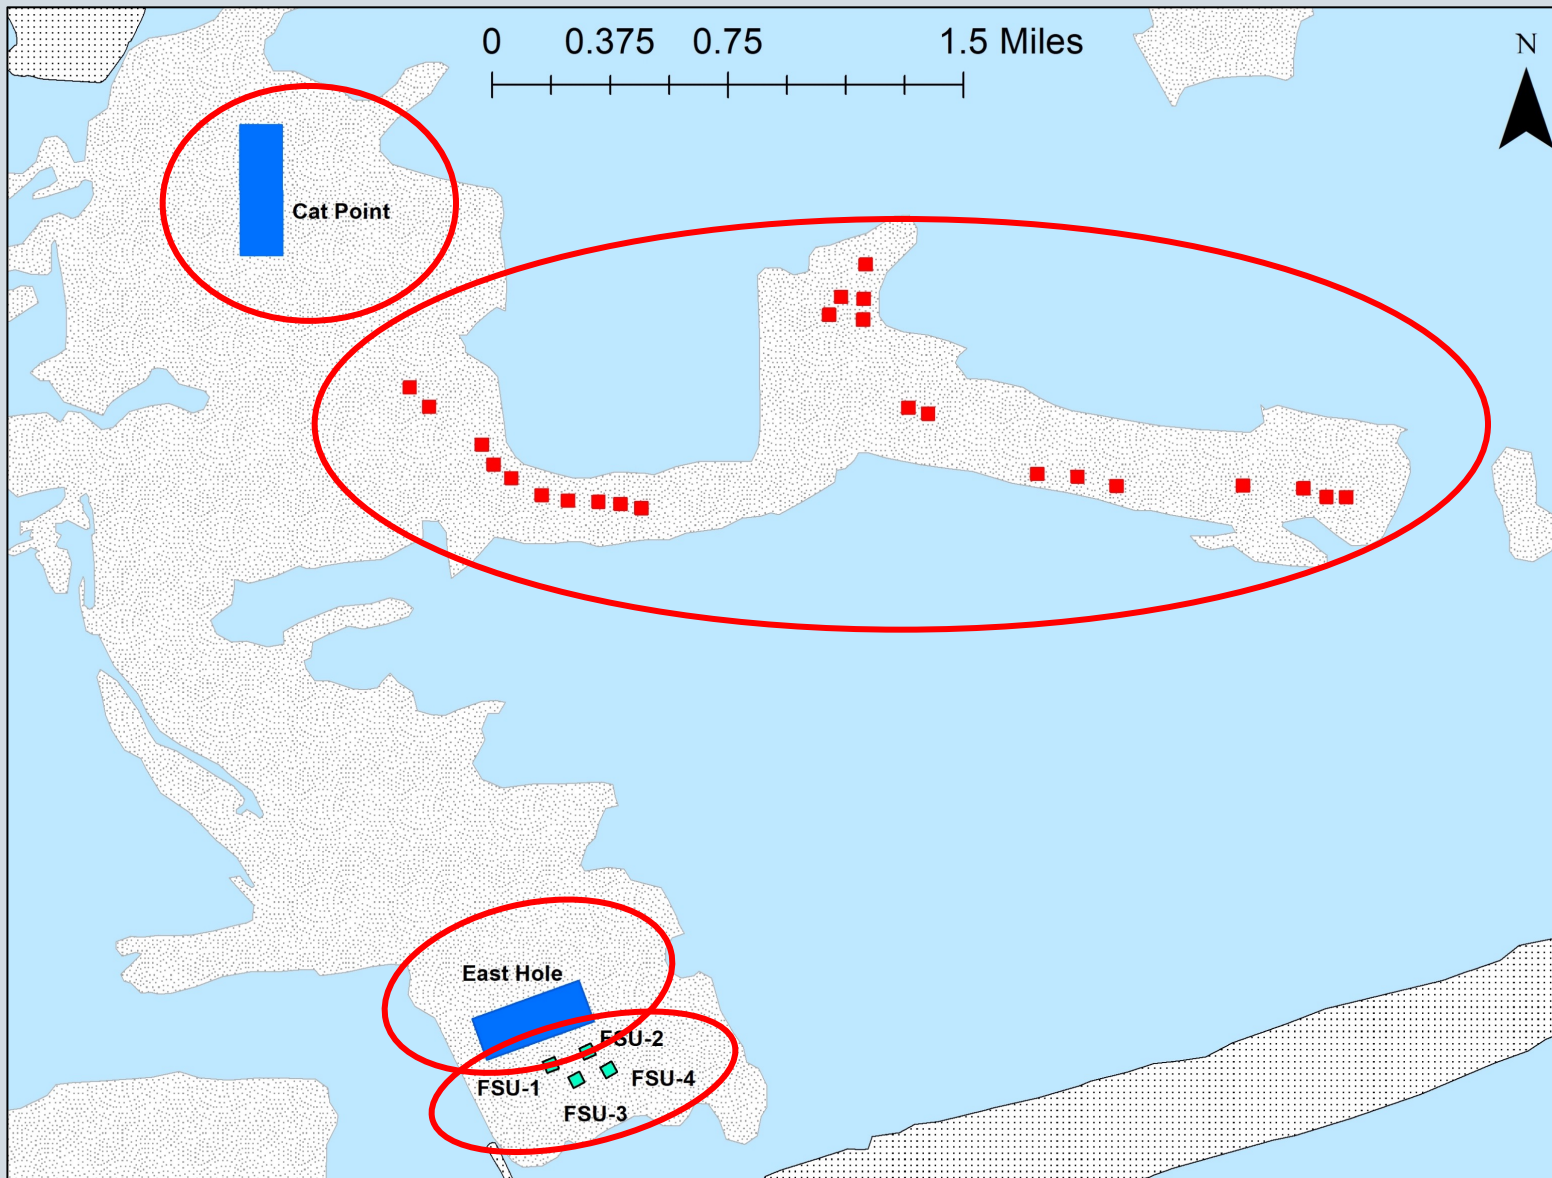 0 0.375 0.75 1.5 Miles
N
Cat Point
East Hole
FSU-2
FSU-1
FSU-4
FSU-3